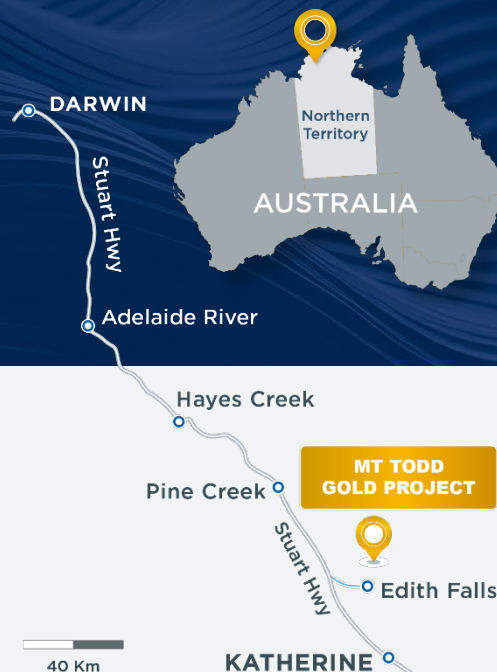 DARWIN
Northern
Territory
AUSTRALIA
Stuart Hwy
Adelaide River
Hayes Creek
MT TODD
GOLD PROJECT
Pine Creek
Stuart Hwy
Edith Falls
KATHERINE
40 Km